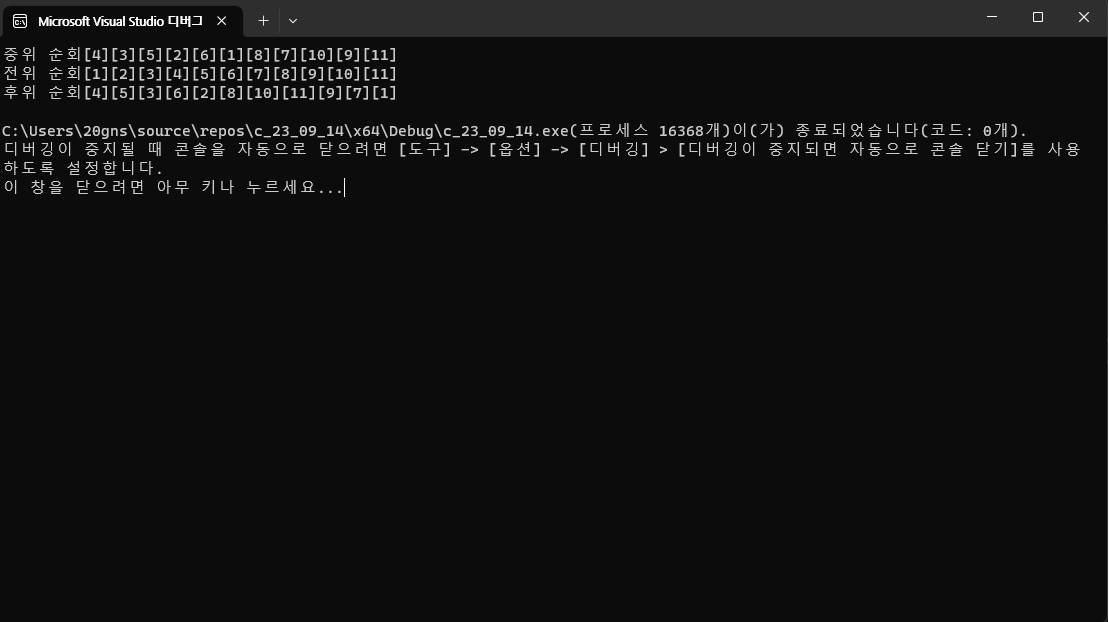 Microsoft Visual Studio 디버그
중위 순회[4][3][5][2][6][1][8][7][10][9][11]
전위 순회[1][2][3][4][5][6][7][8][9][10][11]
후위 순회[4][5][3][6][2][8][10][11][9][7][1]
C:\Users\20gns\source\repos\c_23_09_14\x64\Debug\c_23_09_14.exe(프로세스 16368개)이(가) 종료되었습니다(코드: 0개).
디버깅이 중지될 때 콘솔을 자동으로 닫으려면 [도구] -> [옵션] -> [디버깅] > [디버깅이 중지되면 자동으로 콘솔 닫기]를 사용
하도록 설정합니다.
이 창을 닫으려면 아무 키나 누르세요...